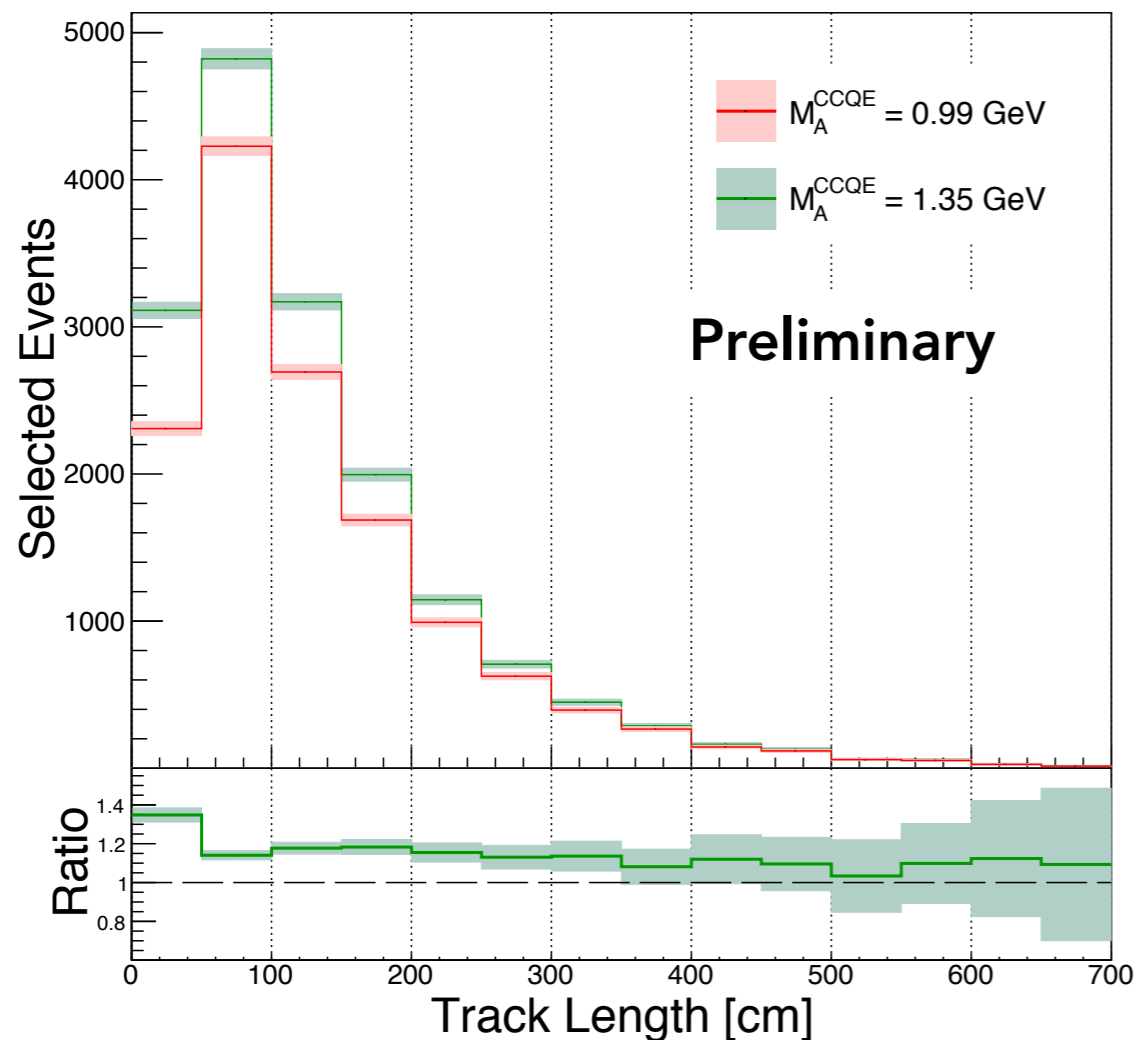 5000
4000
3000
2000
1000
Selected Events
M_A^CCQE = 0.99 GeV
M_A^CCQE = 1.35 GeV
Preliminary
1.4
1.2
1
0.8
Ratio
0 100 200 300 400 500 600 700
Track Length [cm]